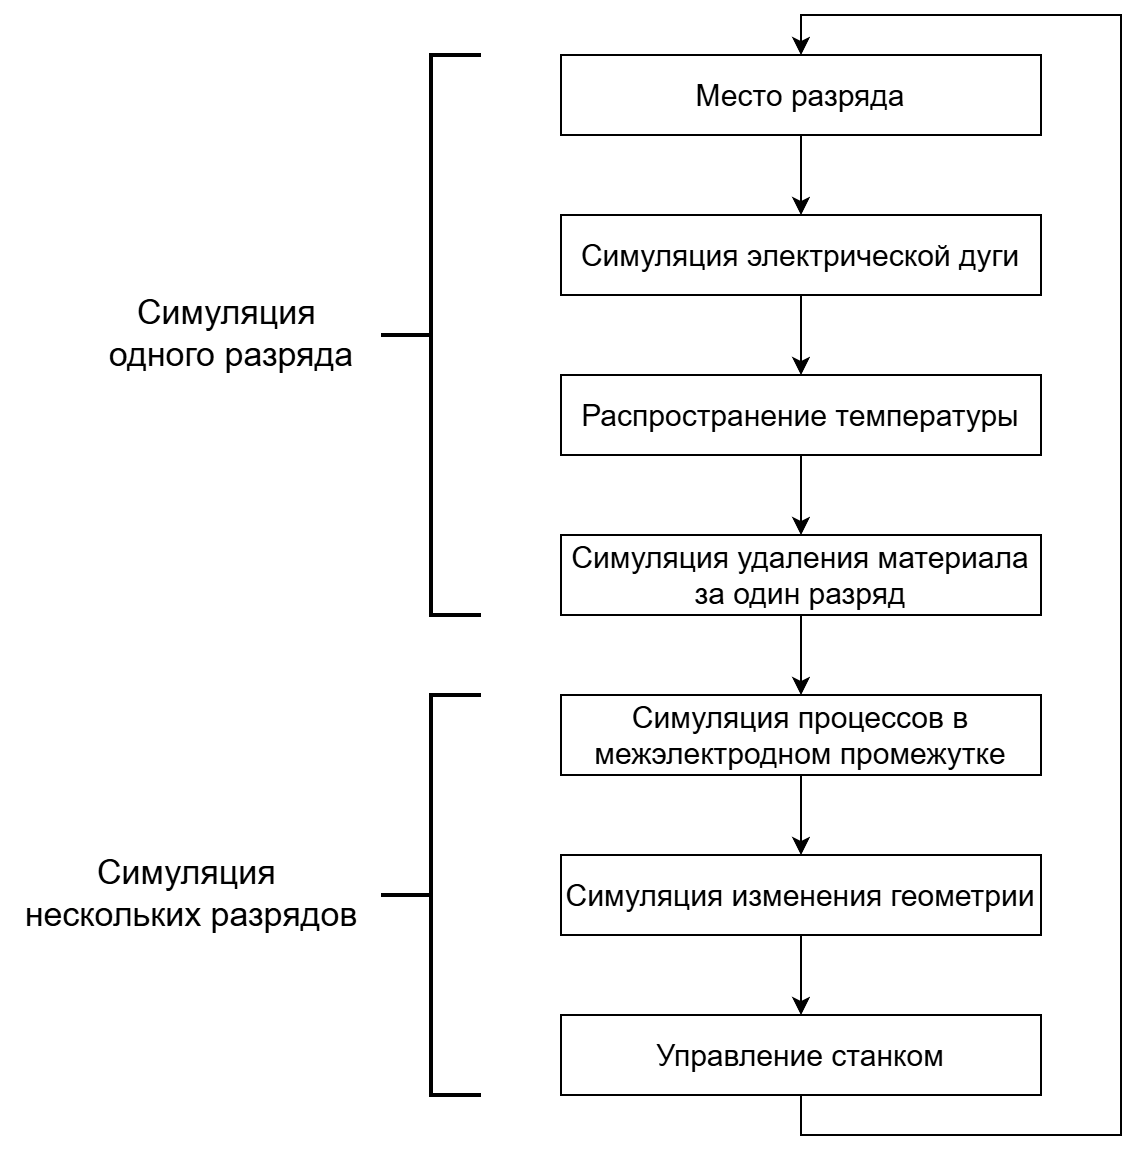 Место разряда
Симуляция электрической дуги
Симуляция
одного разряда
Распространение температуры
Симуляция удаления материала
за один разряд
Симуляция процессов в
межэлектродном промежутке
Симуляция
нескольких разрядов
Симуляция изменения геометрии
Управление станком